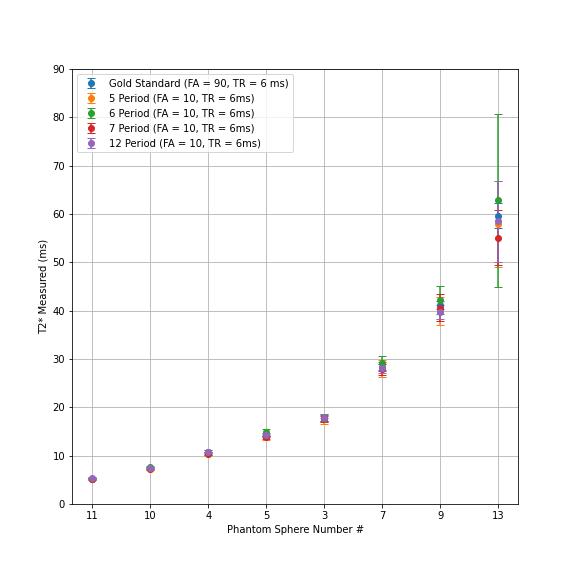 90
80
70
60
50
40
30
20
10
0
T2* Measured (ms)
Gold Standard (FA = 90, TR = 6 ms)
5 Period (FA = 10, TR = 6ms)
6 Period (FA = 10, TR = 6ms)
7 Period (FA = 10, TR = 6ms)
12 Period (FA = 10, TR = 6ms)
11 10 4 5 3 7 9 13
Phantom Sphere Number #